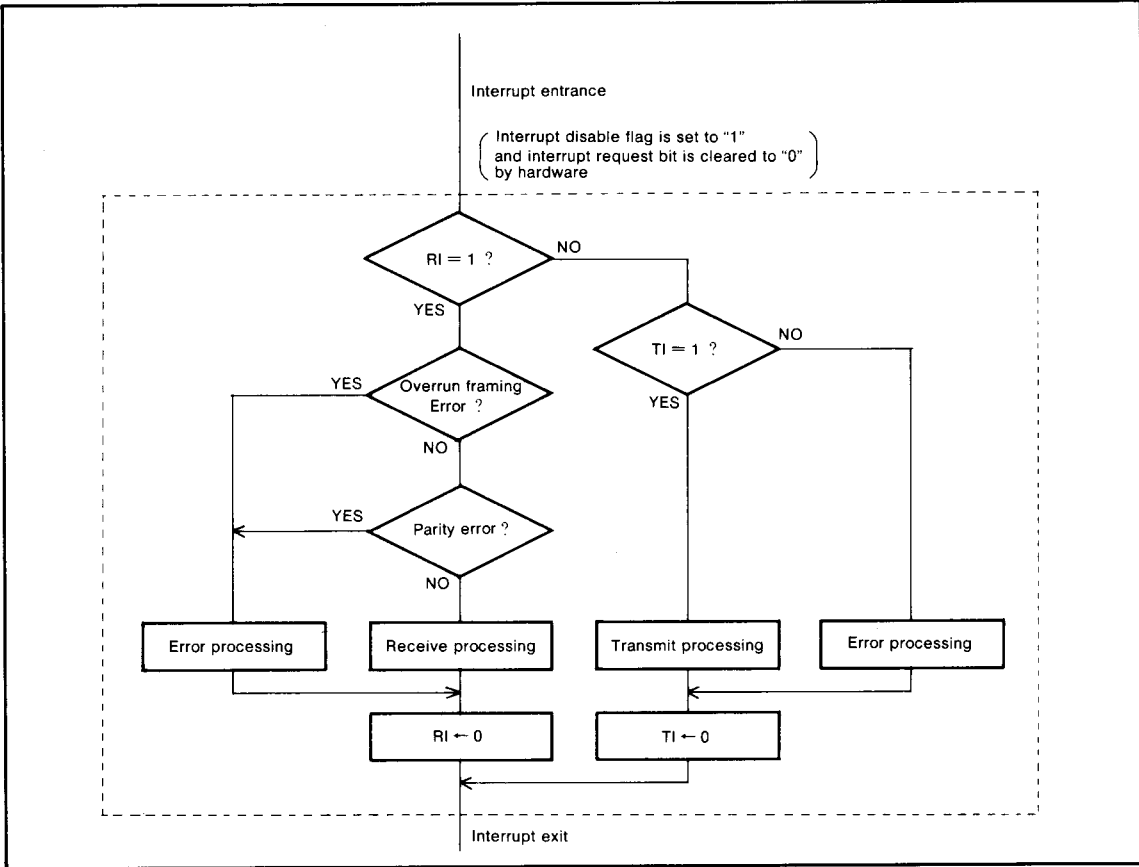 Interrupt entrance
Interrupt disable flag is set to “1”
and interrupt request bit is cleared to “0”
by hardware
RI = 1 ?
NO
YES
TI = 1 ?
NO
YES
Overrun framing
Error ?
YES
NO
Parity error ?
YES
NO
Error processing
Receive processing
Transmit processing
Error processing
RI ← 0
TI ← 0
Interrupt exit